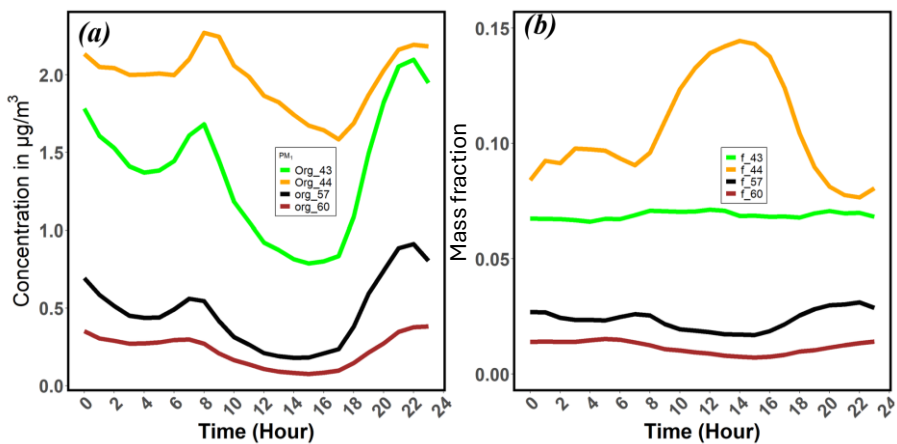 (a)
Concentration in µg/m³
2.0
1.5
1.0
0.5
0.0
PM₁
Org_43
Org_44
org_57
org_60
0 2 4 6 8 10 12 14 16 18 20 22 24
Time (Hour)
(b)
Mass fraction
0.15
0.10
0.05
0.00
f_43
f_44
f_57
f_60
0 2 4 6 8 10 12 14 16 18 20 22 24
Time (Hour)